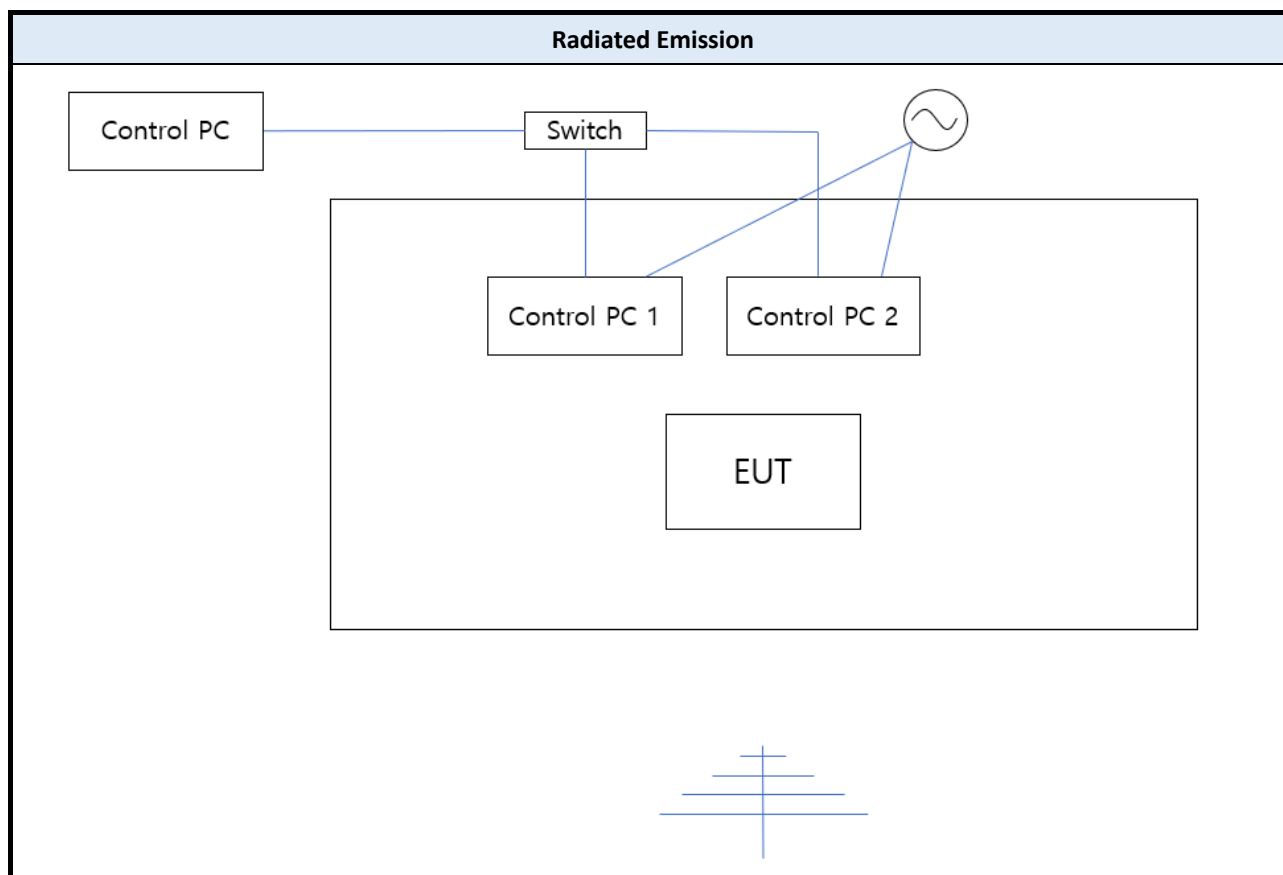 Radiated Emission
Control PC
Switch
Control PC 1
Control PC 2
EUT